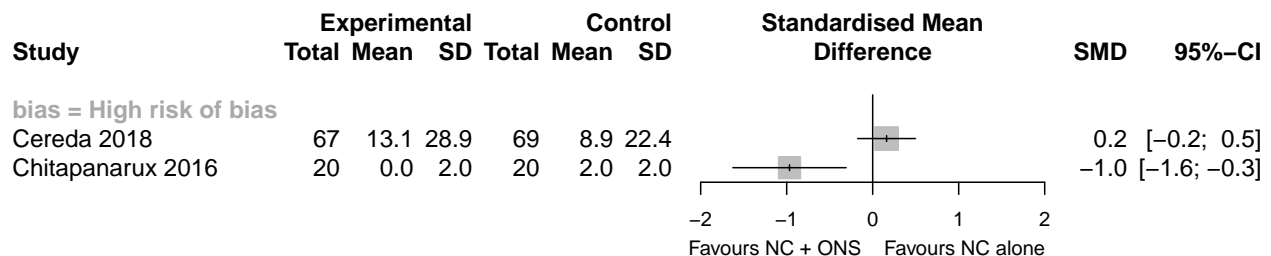 Experimental Control Standardised Mean
Study Total Mean SD Total Mean SD Difference SMD 95%−CI
bias = High risk of bias
Cereda 2018 67 13.1 28.9 69 8.9 22.4 0.2 [−0.2; 0.5]
Chitapanarux 2016 20 0.0 2.0 20 2.0 2.0 −1.0 [−1.6; −0.3]
−2 −1 0 1 2
Favours NC + ONS Favours NC alone